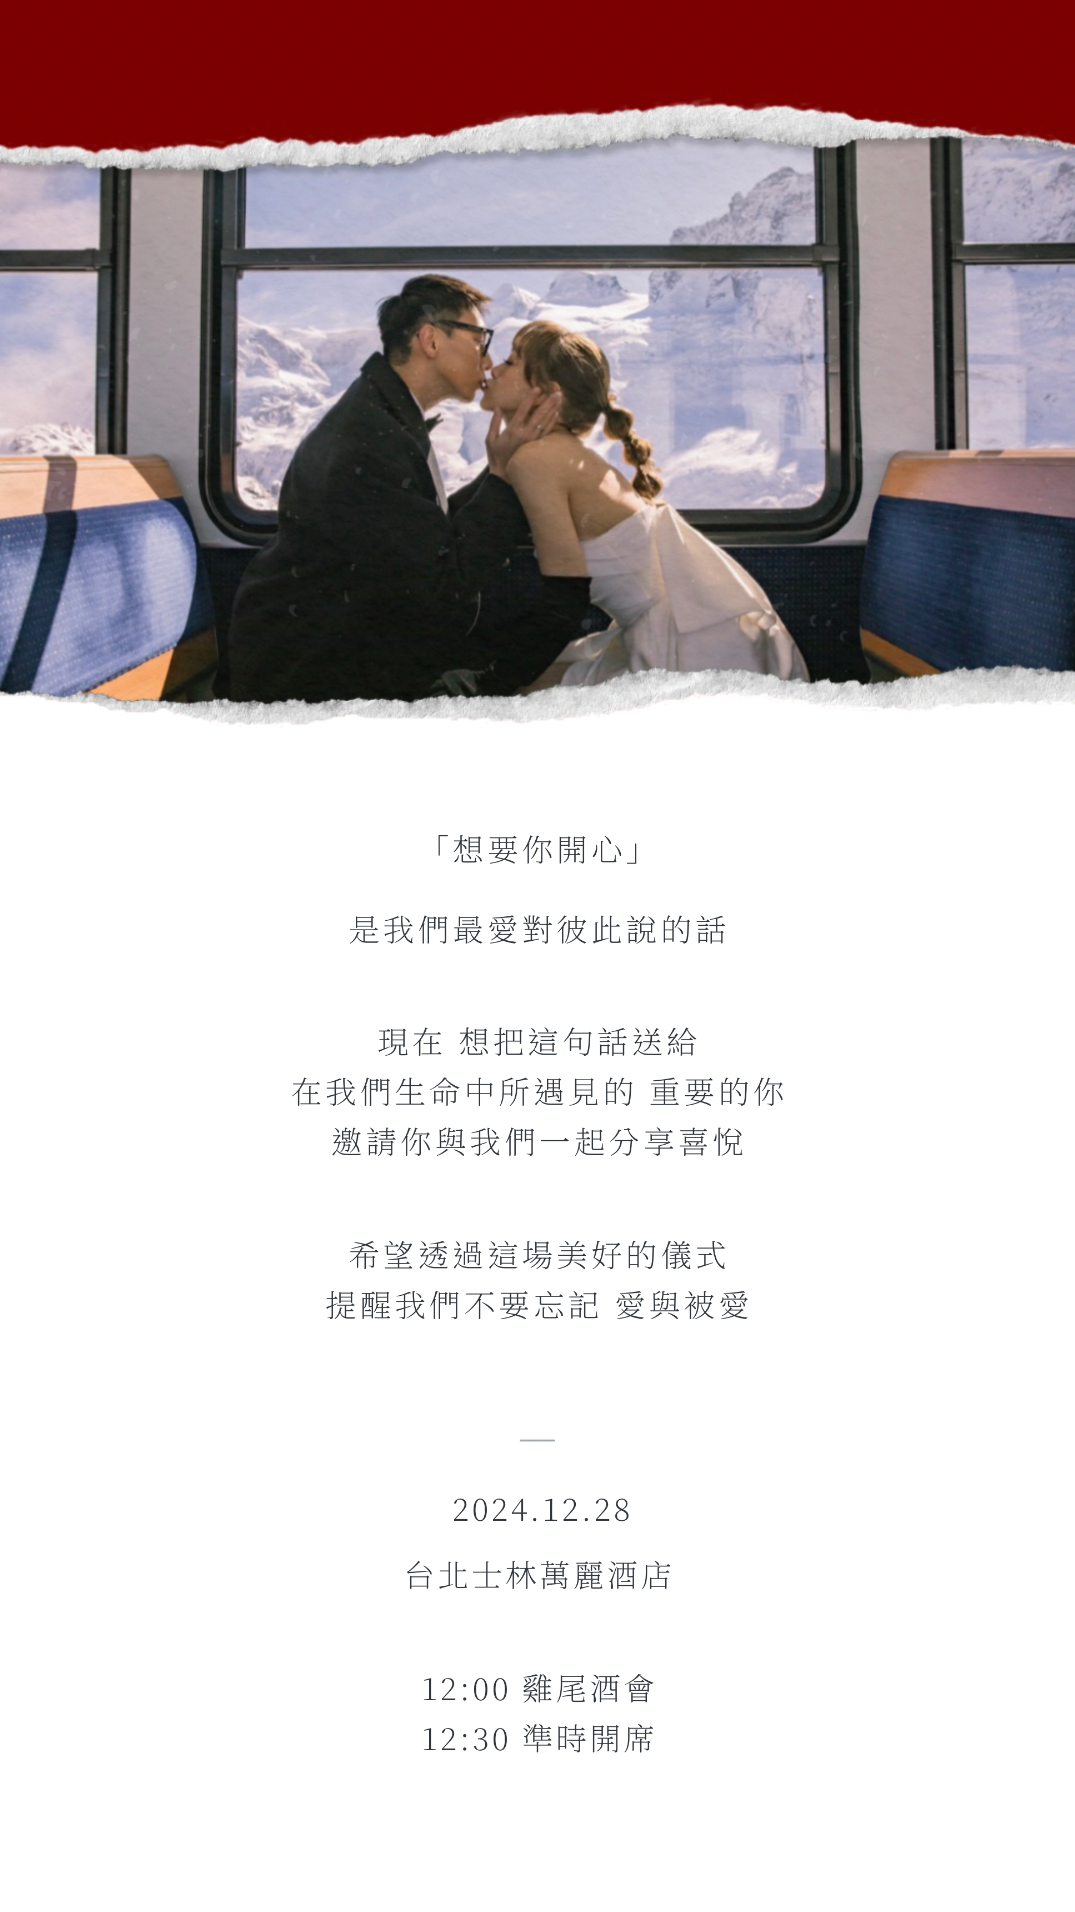 「想要你開心」
是我們最愛對彼此說的話
現在 想把這句話送給
在我們生命中所遇見的 重要的你
邀請你與我們一起分享喜悅
希望透過這場美好的儀式
提醒我們不要忘記 愛與被愛
2024.12.28
台北士林萬麗酒店
12:00 雞尾酒會
12:30 準時開席